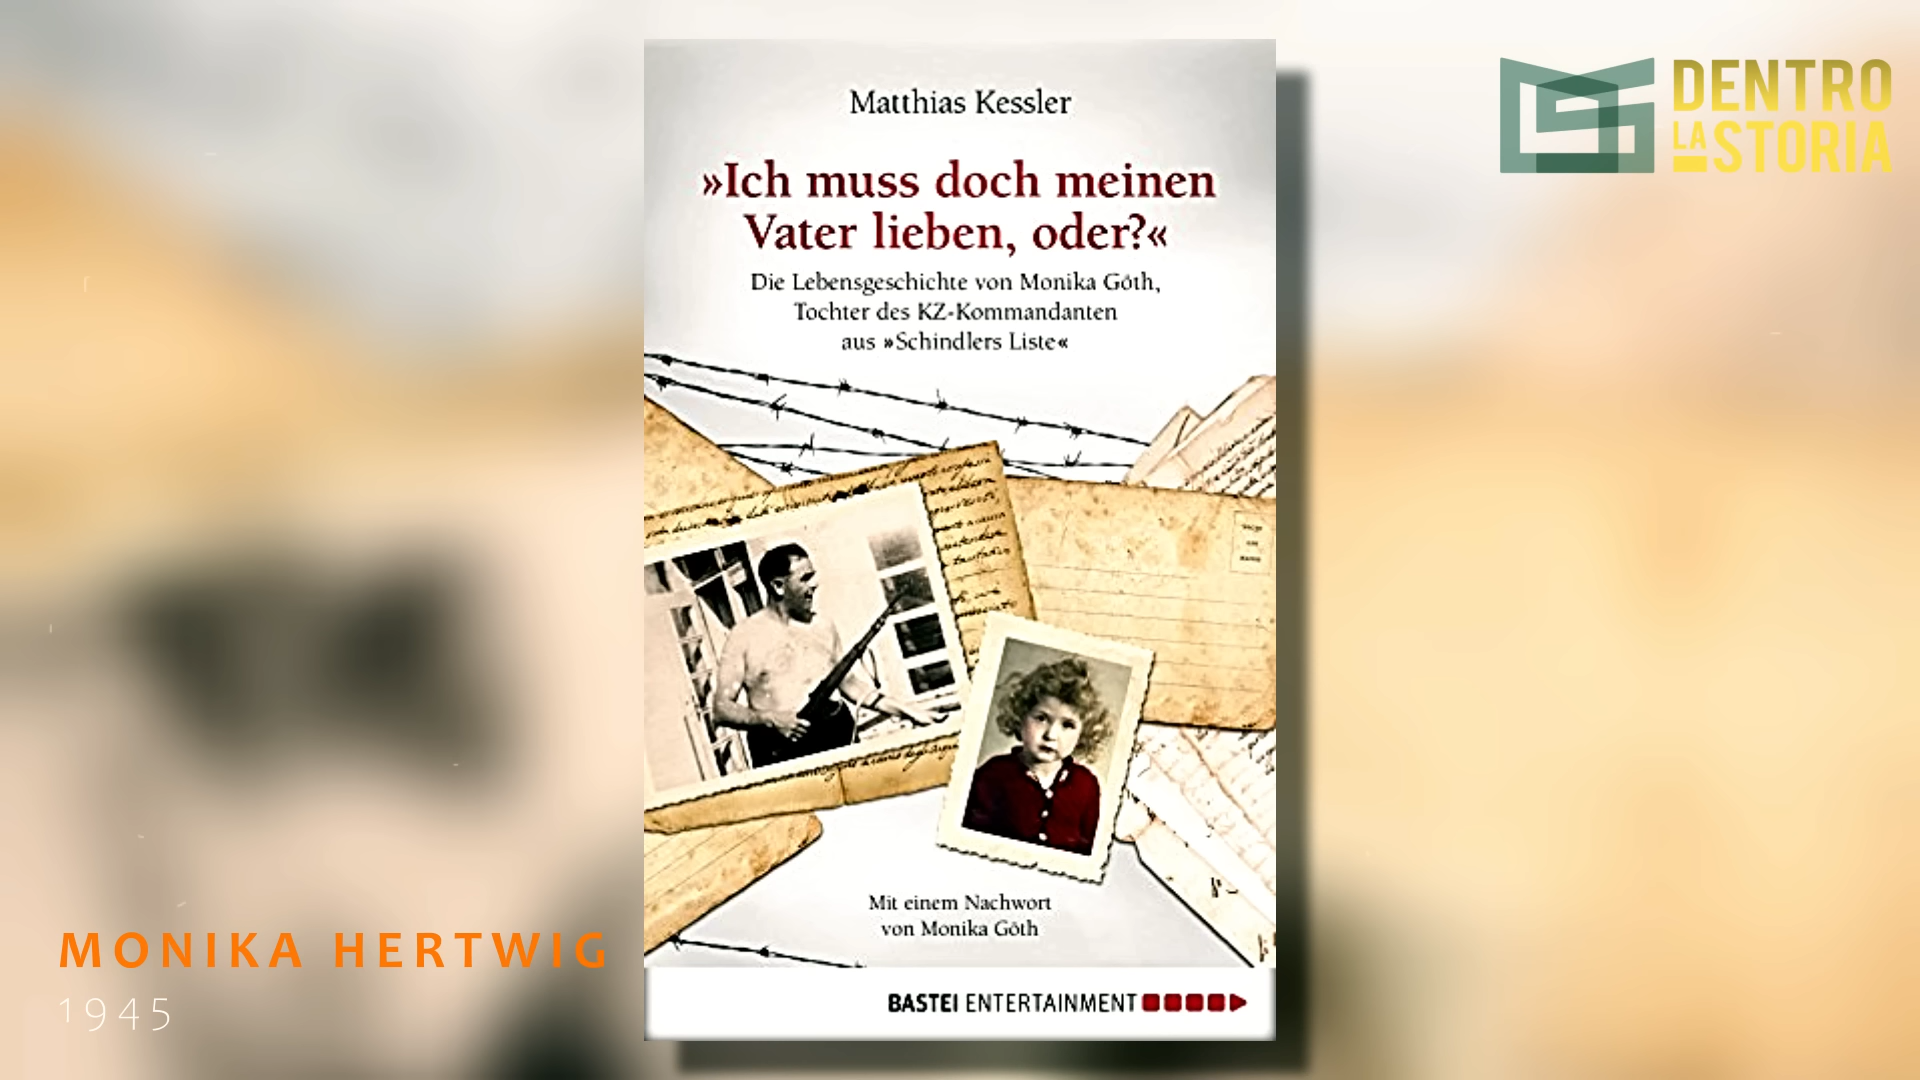 Matthias Kessler
»Ich muss doch meinen
Vater lieben, oder?«
Die Lebensgeschichte von Monika Göth,
Tochter des KZ-Kommandanten
aus »Schindlers Liste«
Mit einem Nachwort
von Monika Göth
BASTEI ENTERTAINMENT
DENTRO
LA STORIA
MONIKA HERTWIG
1945